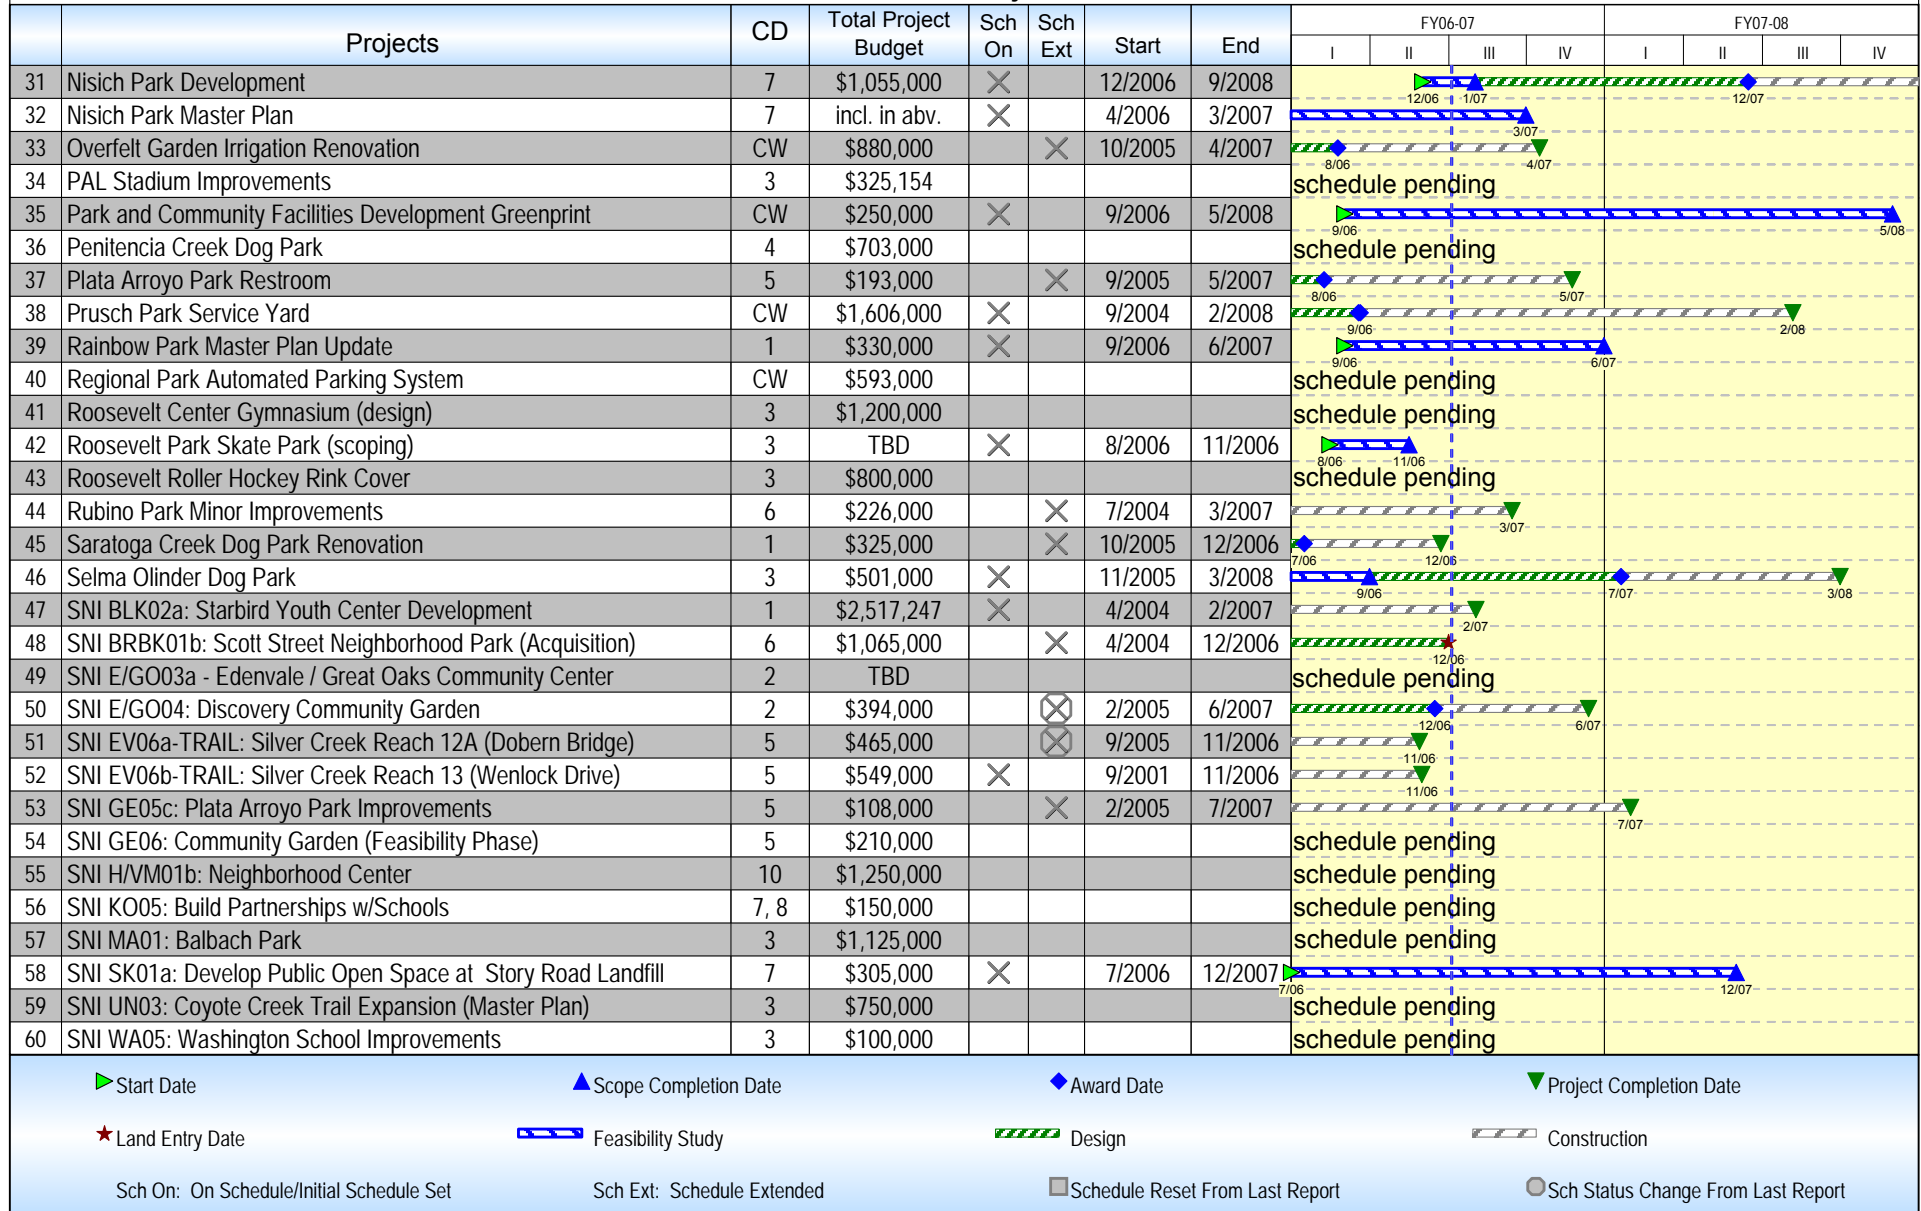 Projects CD Total Project Budget Sch On Sch Ext Start End FY06-07 FY07-08
I II III IV I II III IV
31 Nisich Park Development 7 $1,055,000 12/2006 9/2008 12/06 1/07 12/07
32 Nisich Park Master Plan 7 incl. in abv. 4/2006 3/2007 3/07
33 Overfelt Garden Irrigation Renovation CW $880,000 10/2005 4/2007 8/06 4/07
34 PAL Stadium Improvements 3 $325,154 schedule pending
35 Park and Community Facilities Development Greenprint CW $250,000 9/2006 5/2008 9/06 5/08
36 Penitencia Creek Dog Park 4 $703,000 schedule pending
37 Plata Arroyo Park Restroom 5 $193,000 9/2005 5/2007 8/06 5/07
38 Prusch Park Service Yard CW $1,606,000 9/2004 2/2008 9/06 2/08
39 Rainbow Park Master Plan Update 1 $330,000 9/2006 6/2007 9/06 6/07
40 Regional Park Automated Parking System CW $593,000 schedule pending
41 Roosevelt Center Gymnasium (design) 3 $1,200,000 schedule pending
42 Roosevelt Park Skate Park (scoping) 3 TBD 8/2006 11/2006 8/06 11/06
43 Roosevelt Roller Hockey Rink Cover 3 $800,000 schedule pending
44 Rubino Park Minor Improvements 6 $226,000 7/2004 3/2007 3/07
45 Saratoga Creek Dog Park Renovation 1 $325,000 10/2005 12/2006 7/06 12/06
46 Selma Olinder Dog Park 3 $501,000 11/2005 3/2008 9/06 7/07 3/08
47 SNI BLK02a: Starbird Youth Center Development 1 $2,517,247 4/2004 2/2007 2/07
48 SNI BRBK01b: Scott Street Neighborhood Park (Acquisition) 6 $1,065,000 4/2004 12/2006 12/06
49 SNI E/GO03a - Edenvale / Great Oaks Community Center 2 TBD schedule pending
50 SNI E/GO04: Discovery Community Garden 2 $394,000 2/2005 6/2007 12/06 6/07
51 SNI EV06a-TRAIL: Silver Creek Reach 12A (Dobern Bridge) 5 $465,000 9/2005 11/2006 11/06
52 SNI EV06b-TRAIL: Silver Creek Reach 13 (Wenlock Drive) 5 $549,000 9/2001 11/2006 11/06
53 SNI GE05c: Plata Arroyo Park Improvements 5 $108,000 2/2005 7/2007 7/07
54 SNI GE06: Community Garden (Feasibility Phase) 5 $210,000 schedule pending
55 SNI H/VM01b: Neighborhood Center 10 $1,250,000 schedule pending
56 SNI KO05: Build Partnerships w/Schools 7, 8 $150,000 schedule pending
57 SNI MA01: Balbach Park 3 $1,125,000 schedule pending
58 SNI SK01a: Develop Public Open Space at Story Road Landfill 7 $305,000 7/2006 12/2007 7/06 12/07
59 SNI UN03: Coyote Creek Trail Expansion (Master Plan) 3 $750,000 schedule pending
60 SNI WA05: Washington School Improvements 3 $100,000 schedule pending
Start Date Scope Completion Date Award Date Project Completion Date
Land Entry Date Feasibility Study Design Construction
Sch On: On Schedule/Initial Schedule Set Sch Ext: Schedule Extended Schedule Reset From Last Report Sch Status Change From Last Report